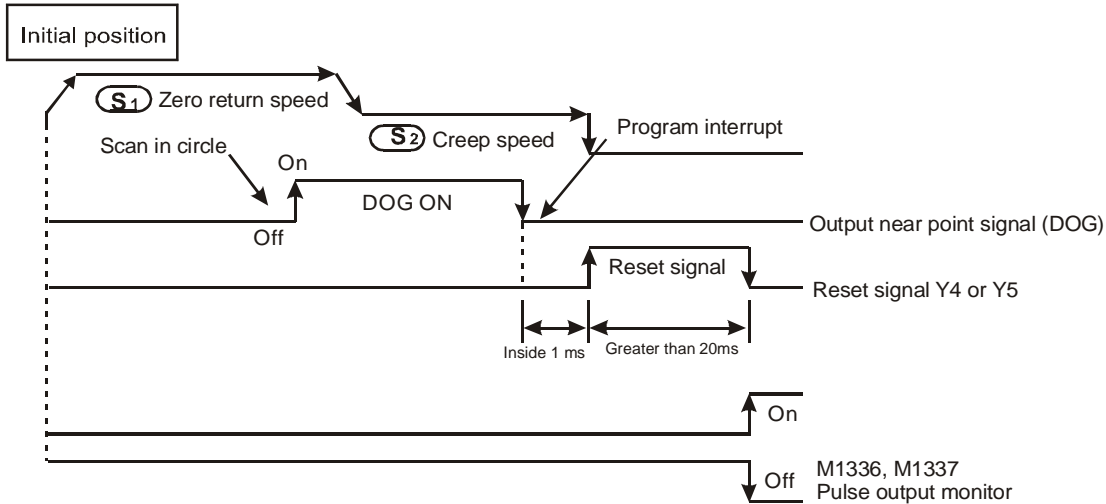 Initial position
S1 Zero return speed
S2 Creep speed
Program interrupt
Scan in circle
On
DOG ON
Off
Output near point signal (DOG)
Reset signal
Reset signal Y4 or Y5
Inside 1 ms
Greater than 20ms
On
Off
M1336, M1337
Pulse output monitor